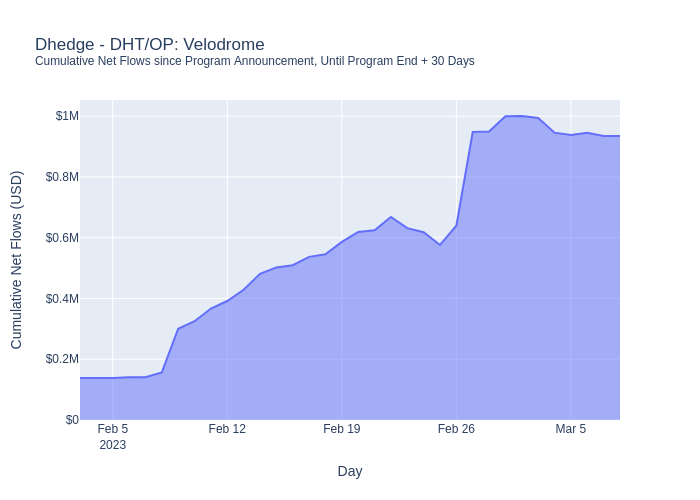 Dhedge - DHT/OP: Velodrome
Cumulative Net Flows since Program Announcement, Until Program End + 30 Days
Cumulative Net Flows (USD)
$1M
$0.8M
$0.6M
$0.4M
$0.2M
$0
Feb 5
2023
Feb 12
Feb 19
Feb 26
Mar 5
Day